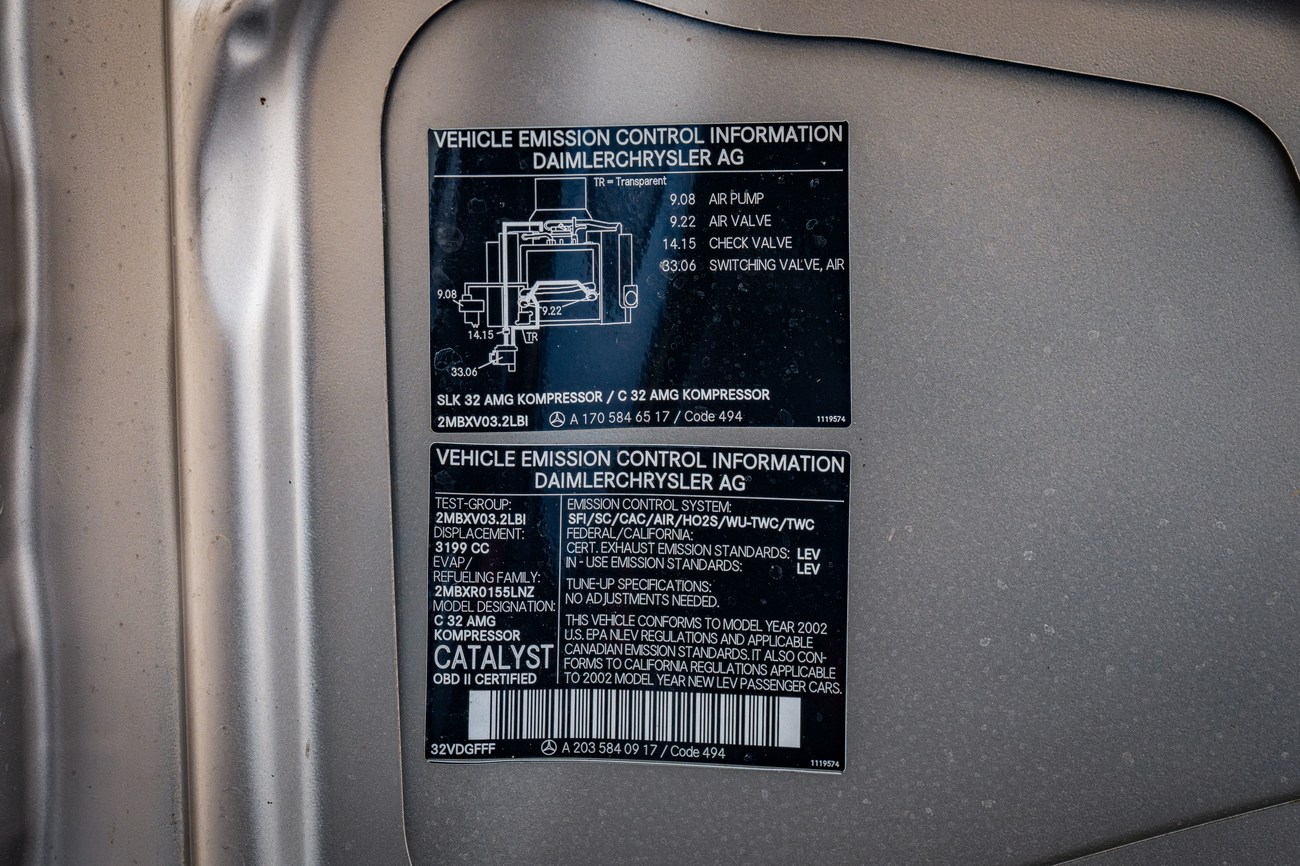 VEHICLE EMISSION CONTROL INFORMATION
DAIMLERCHRYSLER AG
TR = Transparent
9.08 AIR PUMP
9.22 AIR VALVE
14.15 CHECK VALVE
33.06 SWITCHING VALVE, AIR
9.08
9.22
14.15
TR
33.06
SLK 32 AMG KOMPRESSOR / C 32 AMG KOMPRESSOR
2MBXV03.2LBI A 170 584 65 17 / Code 494 1119574
VEHICLE EMISSION CONTROL INFORMATION
DAIMLERCHRYSLER AG
TEST-GROUP:
2MBXV03.2LBI
DISPLACEMENT:
3199 CC
EVAP/
REFUELING FAMILY:
2MBXR0155LNZ
MODEL DESIGNATION:
C 32 AMG
KOMPRESSOR
CATALYST
OBD II CERTIFIED
EMISSION CONTROL SYSTEM:
SFI/SC/CAC/AIR/HO2S/WU-TWC/TWC
FEDERAL/CALIFORNIA:
CERT. EXHAUST EMISSION STANDARDS: LEV
IN - USE EMISSION STANDARDS: LEV
TUNE-UP SPECIFICATIONS:
NO ADJUSTMENTS NEEDED.
THIS VEHICLE CONFORMS TO MODEL YEAR 2002
U.S. EPA NLEV REGULATIONS AND APPLICABLE
CANADIAN EMISSION STANDARDS. IT ALSO CON-
FORMS TO CALIFORNIA REGULATIONS APPLICABLE
TO 2002 MODEL YEAR NEW LEV PASSENGER CARS.
32VDGFFF A 203 584 09 17 / Code 494 1119574